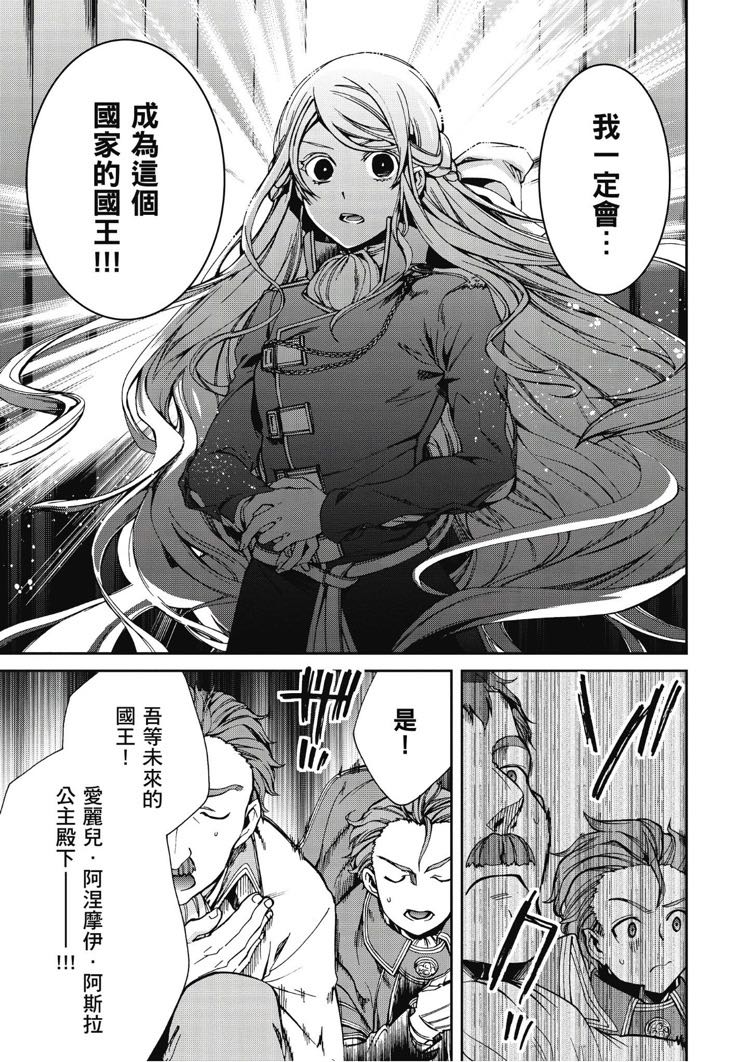 我一定會…
成為這個
國家的國王!!!
是！
吾等未來的
國王！
愛麗兒．阿涅摩伊．阿斯拉
公主殿下——!!!